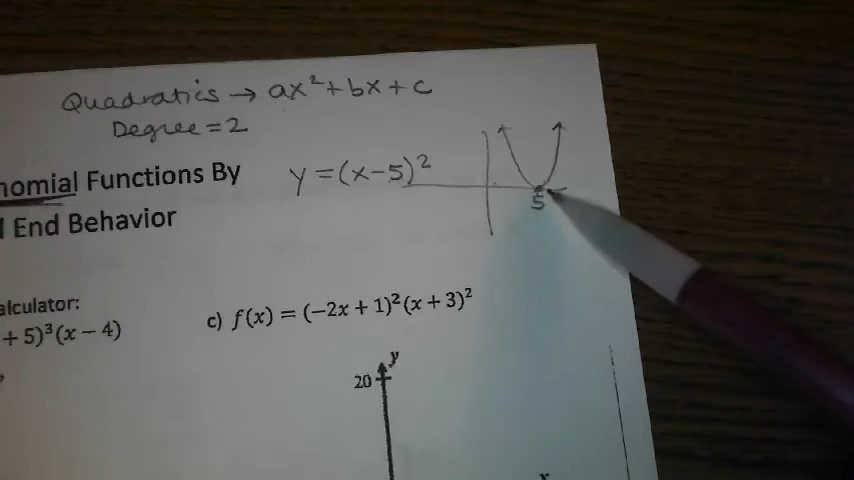 Quadratics → ax²+bx+c
Degree=2
nomial Functions By
y=(x-5)²
5
End Behavior
alculator:
+ 5)³(x − 4)
c) f(x) = (−2x + 1)²(x + 3)²
y
20